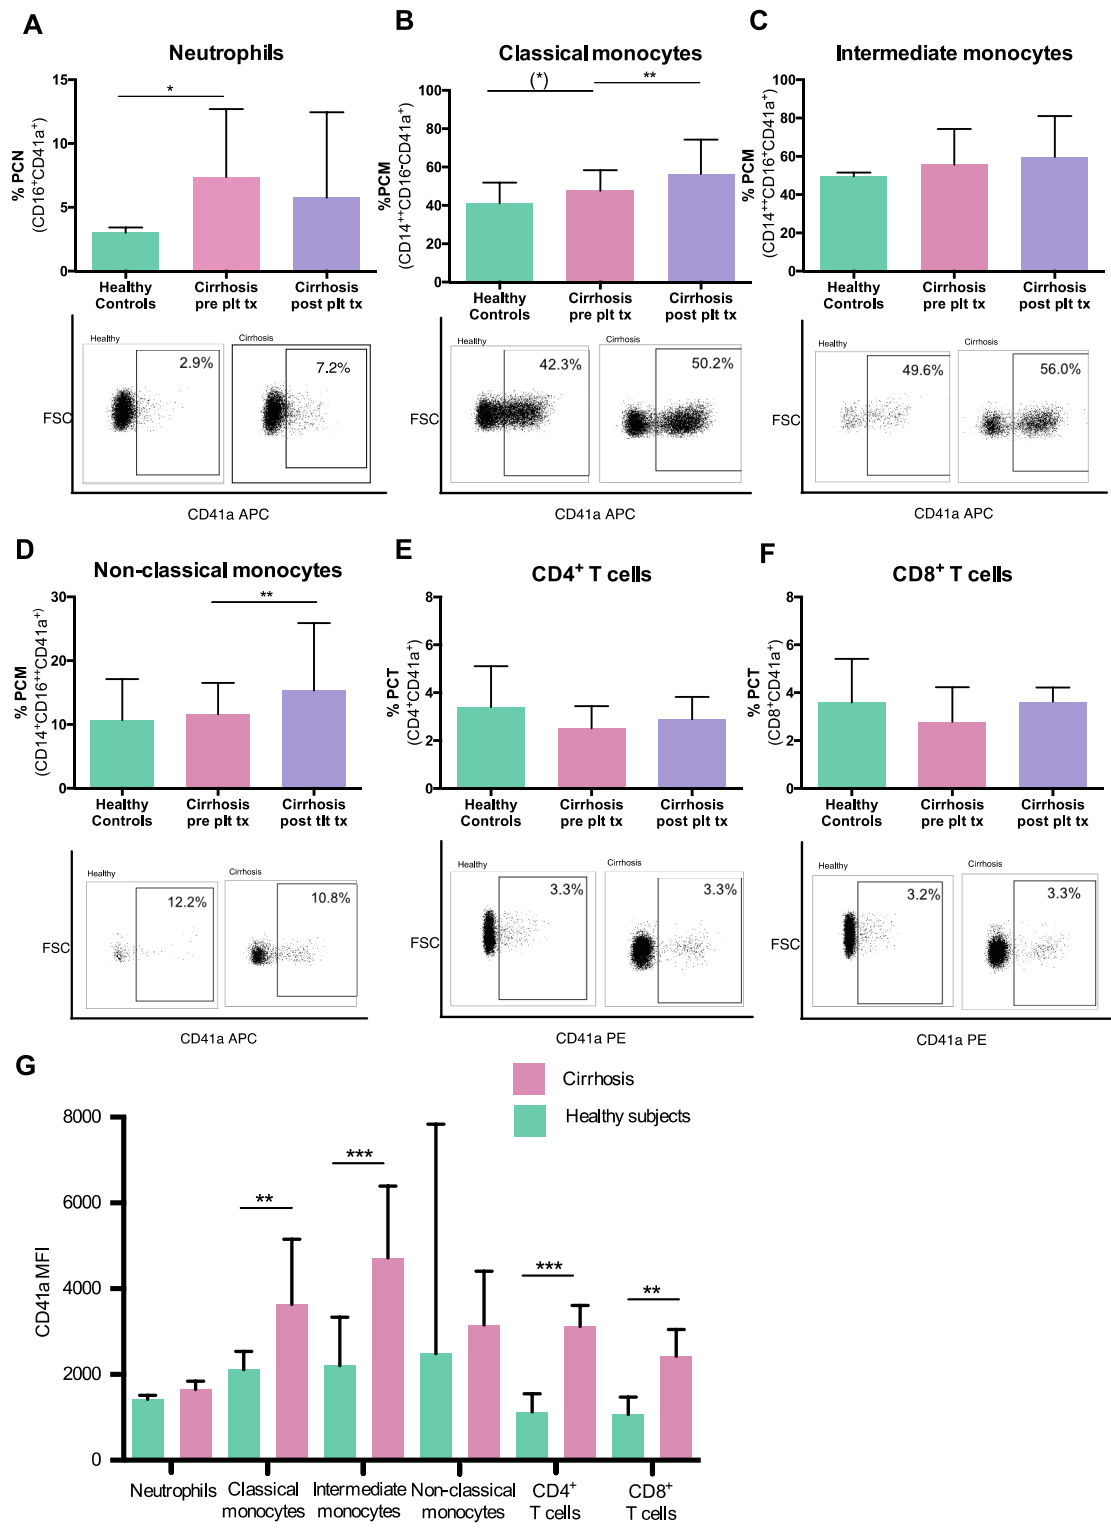 A
Neutrophils
% PCN
(CD16⁺CD41a⁺)
15
10
5
0
*
Healthy
Controls
Cirrhosis
pre plt tx
Cirrhosis
post plt tx
Healthy
2.9%
Cirrhosis
7.2%
FSC
CD41a APC
B
Classical monocytes
%PCM
(CD14⁺⁺CD16⁻CD41a⁺)
100
80
60
40
20
0
(*)
**
Healthy
Controls
Cirrhosis
pre plt tx
Cirrhosis
post plt tx
Healthy
42.3%
Cirrhosis
50.2%
FSC
CD41a APC
C
Intermediate monocytes
% PCM
(CD14⁺⁺CD16⁺CD41a⁺)
100
80
60
40
20
0
Healthy
Controls
Cirrhosis
pre plt tx
Cirrhosis
post plt tx
Healthy
49.6%
Cirrhosis
56.0%
FSC
CD41a APC
D
Non-classical monocytes
% PCM
(CD14⁺CD16⁺⁺CD41a⁺)
30
20
10
0
**
Healthy
Controls
Cirrhosis
pre plt tx
Cirrhosis
post tlt tx
Healthy
12.2%
Cirrhosis
10.8%
FSC
CD41a APC
E
CD4⁺ T cells
% PCT
(CD4⁺CD41a⁺)
8
6
4
2
0
Healthy
Controls
Cirrhosis
pre plt tx
Cirrhosis
post plt tx
Healthy
3.3%
Cirrhosis
3.3%
FSC
CD41a PE
F
CD8⁺ T cells
% PCT
(CD8⁺CD41a⁺)
8
6
4
2
0
Healthy
Controls
Cirrhosis
pre plt tx
Cirrhosis
post plt tx
Healthy
3.2%
Cirrhosis
3.3%
FSC
CD41a PE
G
Cirrhosis
Healthy subjects
CD41a MFI
8000
6000
4000
2000
0
**
***
***
**
Neutrophils
Classical
monocytes
Intermediate
monocytes
Non-classical
monocytes
CD4⁺
T cells
CD8⁺
T cells